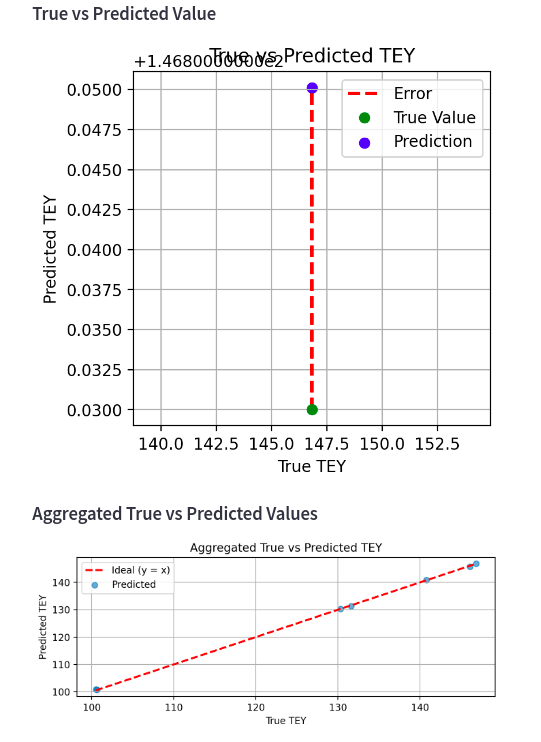 True vs Predicted Value
True vs Predicted TEY
+1.4680000000e2
0.0500
0.0475
0.0450
0.0425
0.0400
0.0375
0.0350
0.0325
0.0300
Predicted TEY
Error
True Value
Prediction
140.0 142.5 145.0 147.5 150.0 152.5
True TEY
Aggregated True vs Predicted Values
Aggregated True vs Predicted TEY
Ideal (y = x)
Predicted
140
130
120
110
100
Predicted TEY
100 110 120 130 140
True TEY